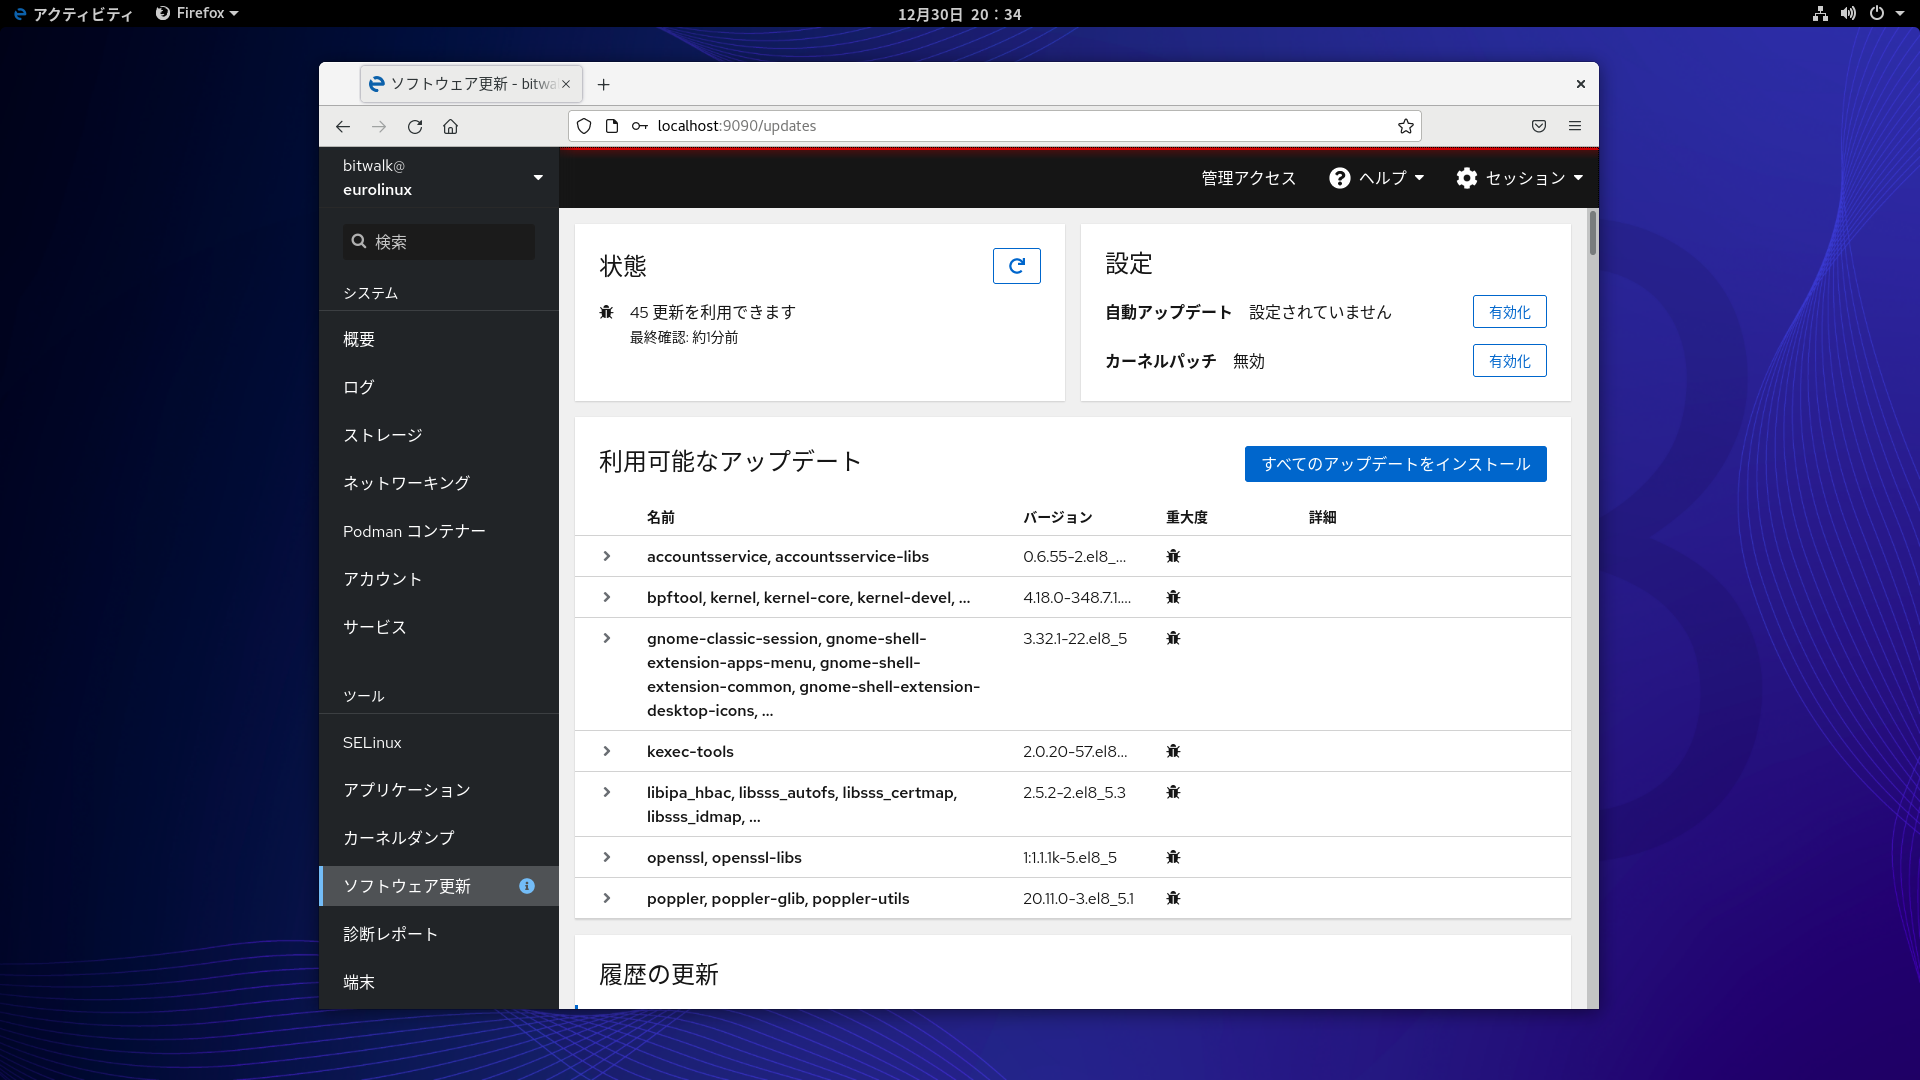 アクティビティ Firefox 12月30日 20：34
ソフトウェア更新 - bitwa
localhost:9090/updates
bitwalk@
eurolinux
管理アクセス ヘルプ セッション
検索
システム
概要
ログ
ストレージ
ネットワーキング
Podman コンテナー
アカウント
サービス
ツール
SELinux
アプリケーション
カーネルダンプ
ソフトウェア更新
診断レポート
端末
状態
45 更新を利用できます
最終確認: 約1分前
設定
自動アップデート 設定されていません 有効化
カーネルパッチ 無効 有効化
利用可能なアップデート すべてのアップデートをインストール
名前 バージョン 重大度 詳細
accountsservice, accountsservice-libs 0.6.55-2.el8_...
bpftool, kernel, kernel-core, kernel-devel, ... 4.18.0-348.7.1....
gnome-classic-session, gnome-shell- 3.32.1-22.el8_5
extension-apps-menu, gnome-shell-
extension-common, gnome-shell-extension-
desktop-icons, ...
kexec-tools 2.0.20-57.el8...
libipa_hbac, libsss_autofs, libsss_certmap, 2.5.2-2.el8_5.3
libsss_idmap, ...
openssl, openssl-libs 1:1.1.1k-5.el8_5
poppler, poppler-glib, poppler-utils 20.11.0-3.el8_5.1
履歴の更新